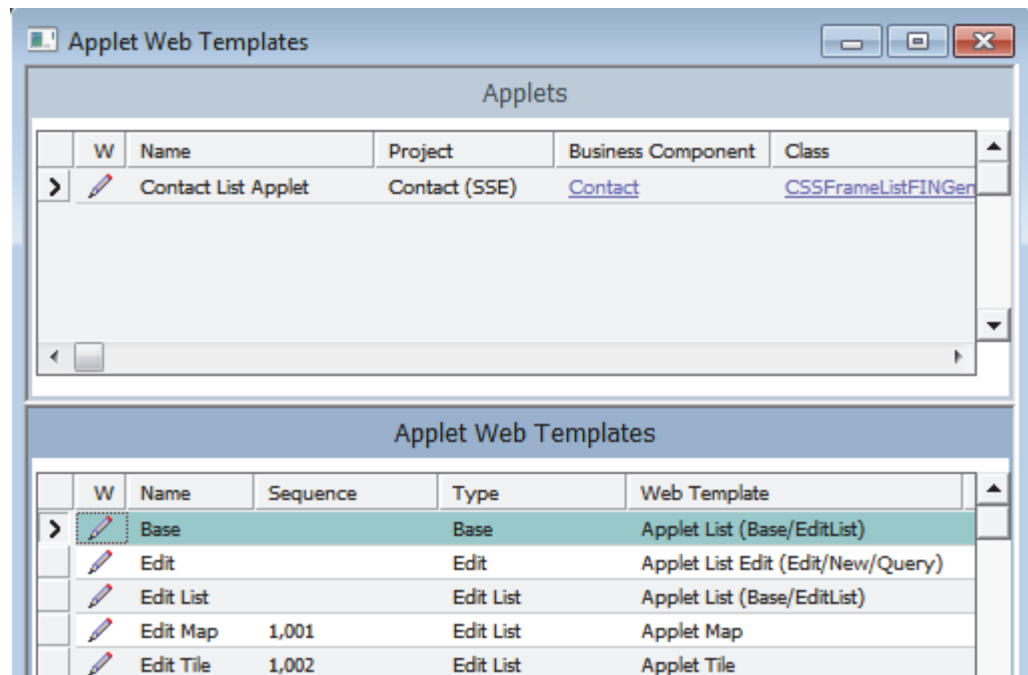 Applet Web Templates
Applets
W Name Project Business Component Class
Contact List Applet Contact (SSE) Contact CSSFrameListFINGen
Applet Web Templates
W Name Sequence Type Web Template
Base Base Applet List (Base/EditList)
Edit Edit Applet List Edit (Edit/New/Query)
Edit List Edit List Applet List (Base/EditList)
Edit Map 1,001 Edit List Applet Map
Edit Tile 1,002 Edit List Applet Tile